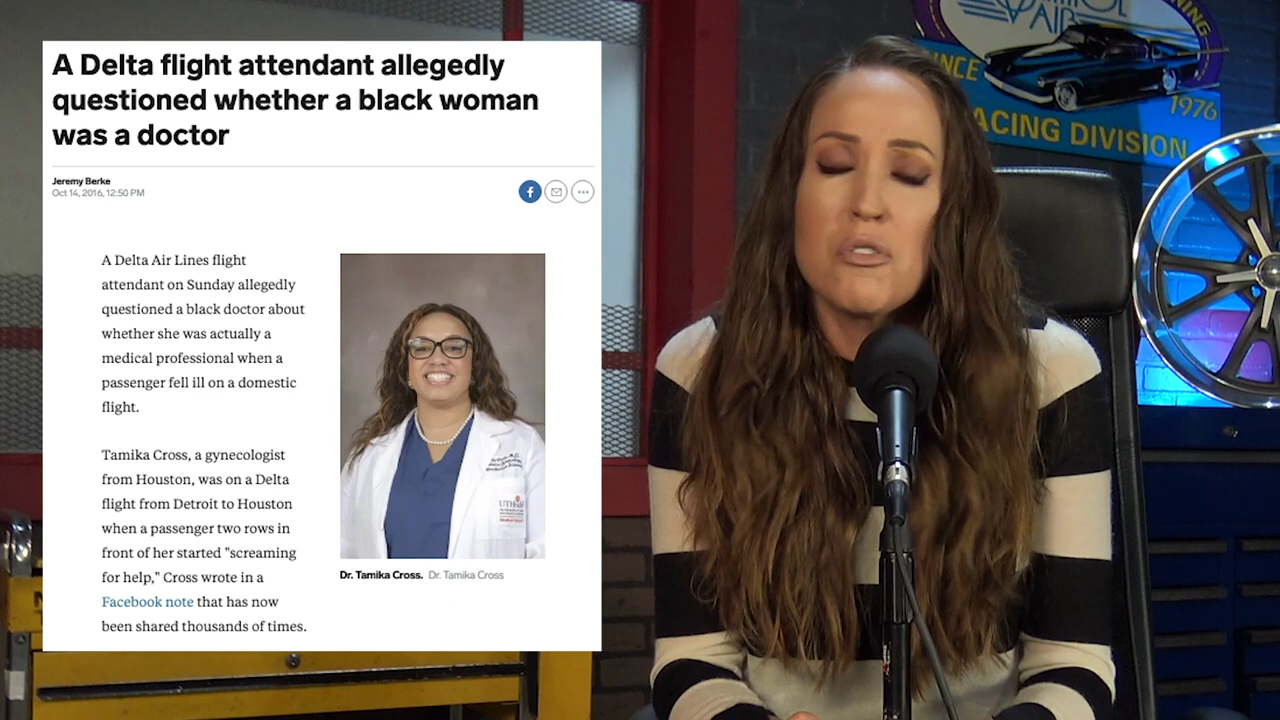 A Delta flight attendant allegedly
questioned whether a black woman
was a doctor
Jeremy Berke
Oct 14, 2016, 12:50 PM
A Delta Air Lines flight
attendant on Sunday allegedly
questioned a black doctor about
whether she was actually a
medical professional when a
passenger fell ill on a domestic
flight.
Tamika Cross, a gynecologist
from Houston, was on a Delta
flight from Detroit to Houston
when a passenger two rows in
front of her started "screaming
for help," Cross wrote in a
Facebook note that has now
been shared thousands of times.
Dr. Tamika Cross. Dr. Tamika Cross
AIR
1976
DIVISION